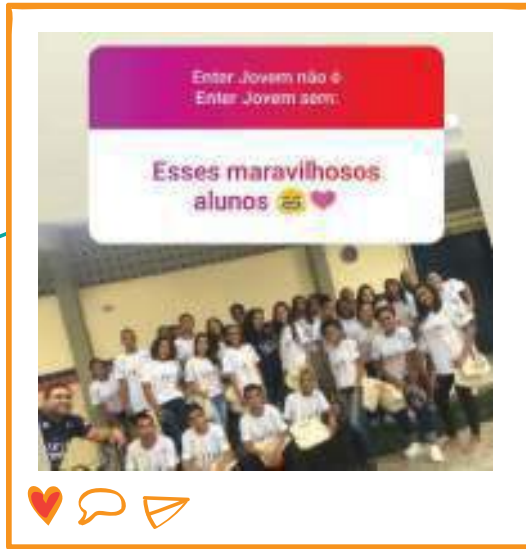 Enter Jovem não é
Enter Jovem sem:
Esses maravilhosos
alunos 😄💜